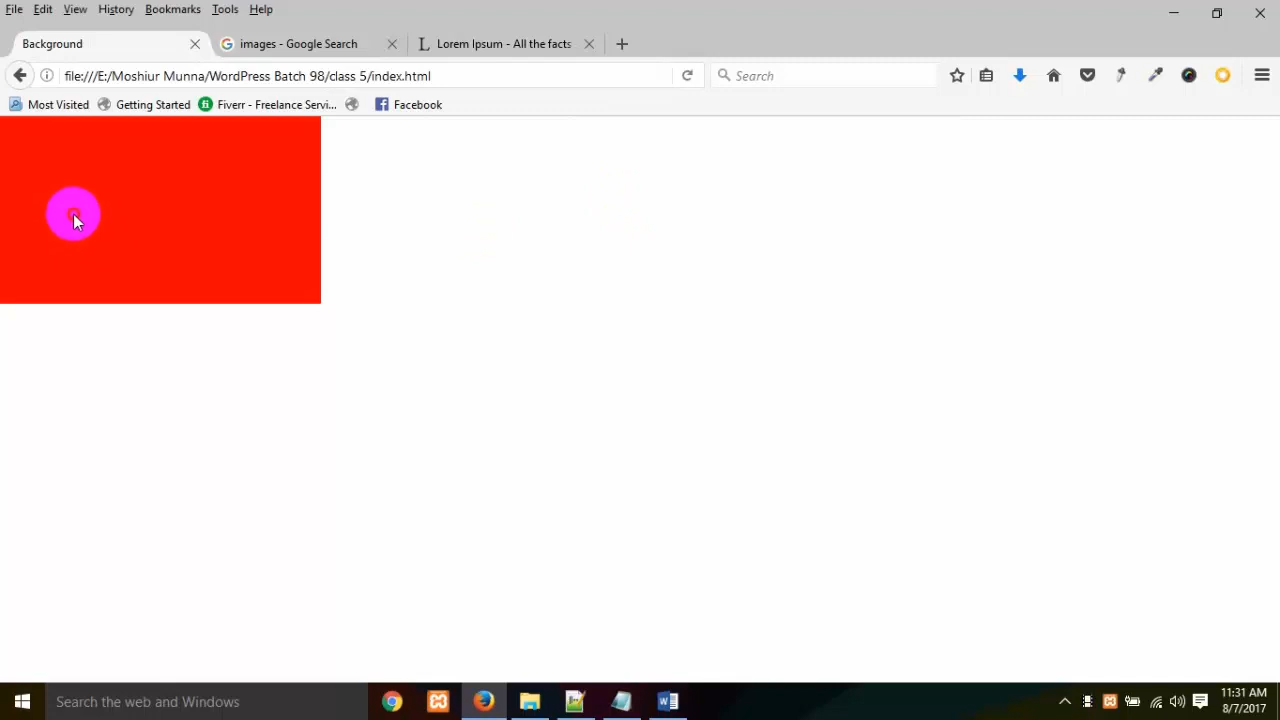 File Edit View History Bookmarks Tools Help
Background images - Google Search Lorem Ipsum - All the facts
file:///E:/Moshiur Munna/WordPress Batch 98/class 5/index.html Search
Most Visited Getting Started Fiverr - Freelance Servi... Facebook
Search the web and Windows
11:31 AM
8/7/2017